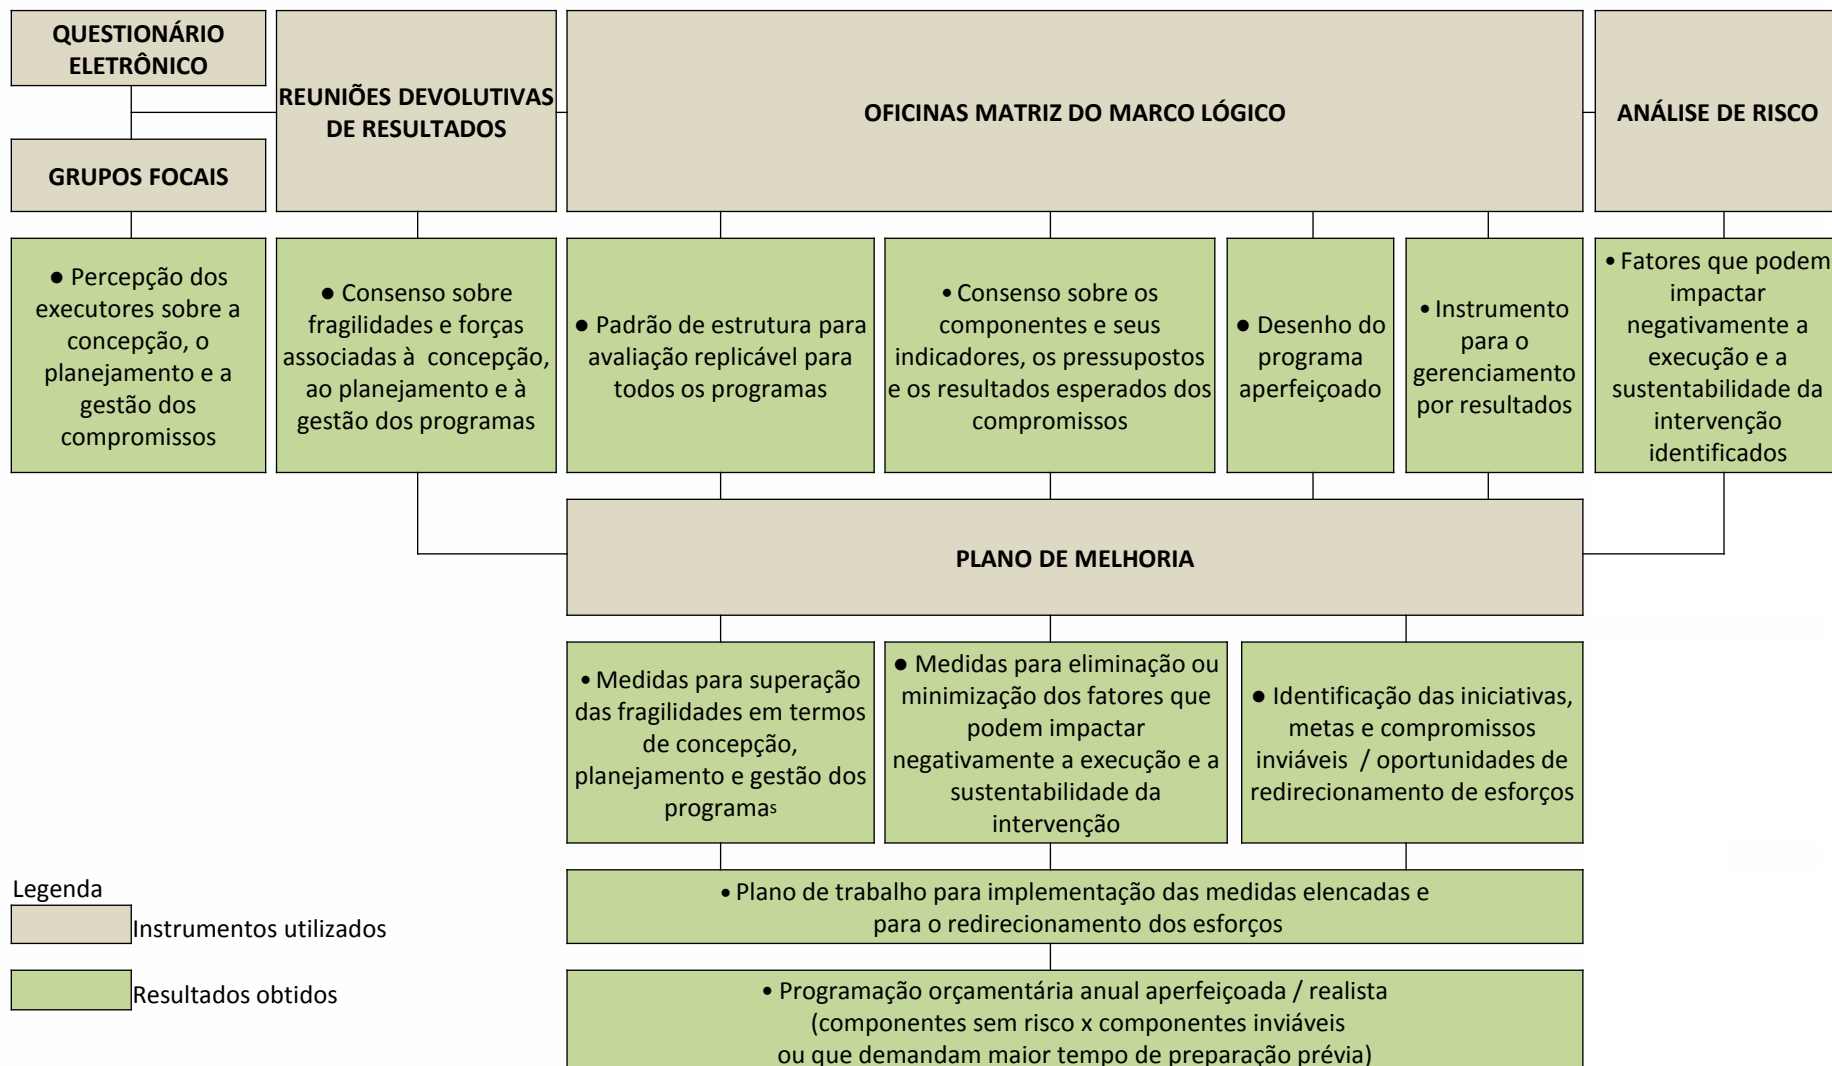 QUESTIONÁRIO
ELETRÔNICO
GRUPOS FOCAIS
REUNIÕES DEVOLUTIVAS
DE RESULTADOS
OFICINAS MATRIZ DO MARCO LÓGICO
ANÁLISE DE RISCO
● Percepção dos
executores sobre a
concepção, o
planejamento e a
gestão dos
compromissos
● Consenso sobre
fragilidades e forças
associadas à concepção,
ao planejamento e à
gestão dos programas
● Padrão de estrutura para
avaliação replicável para
todos os programas
• Consenso sobre os
componentes e seus
indicadores, os pressupostos
e os resultados esperados dos
compromissos
● Desenho do
programa
aperfeiçoado
• Instrumento
para o
gerenciamento
por resultados
• Fatores que podem
impactar
negativamente a
execução e a
sustentabilidade da
intervenção
identificados
PLANO DE MELHORIA
• Medidas para superação
das fragilidades em termos
de concepção,
planejamento e gestão dos
programas
● Medidas para eliminação ou
minimização dos fatores que
podem impactar
negativamente a execução e a
sustentabilidade da
intervenção
● Identificação das iniciativas,
metas e compromissos
inviáveis / oportunidades de
redirecionamento de esforços
• Plano de trabalho para implementação das medidas elencadas e
para o redirecionamento dos esforços
• Programação orçamentária anual aperfeiçoada / realista
(componentes sem risco x componentes inviáveis
ou que demandam maior tempo de preparação prévia)
Legenda
Instrumentos utilizados
Resultados obtidos